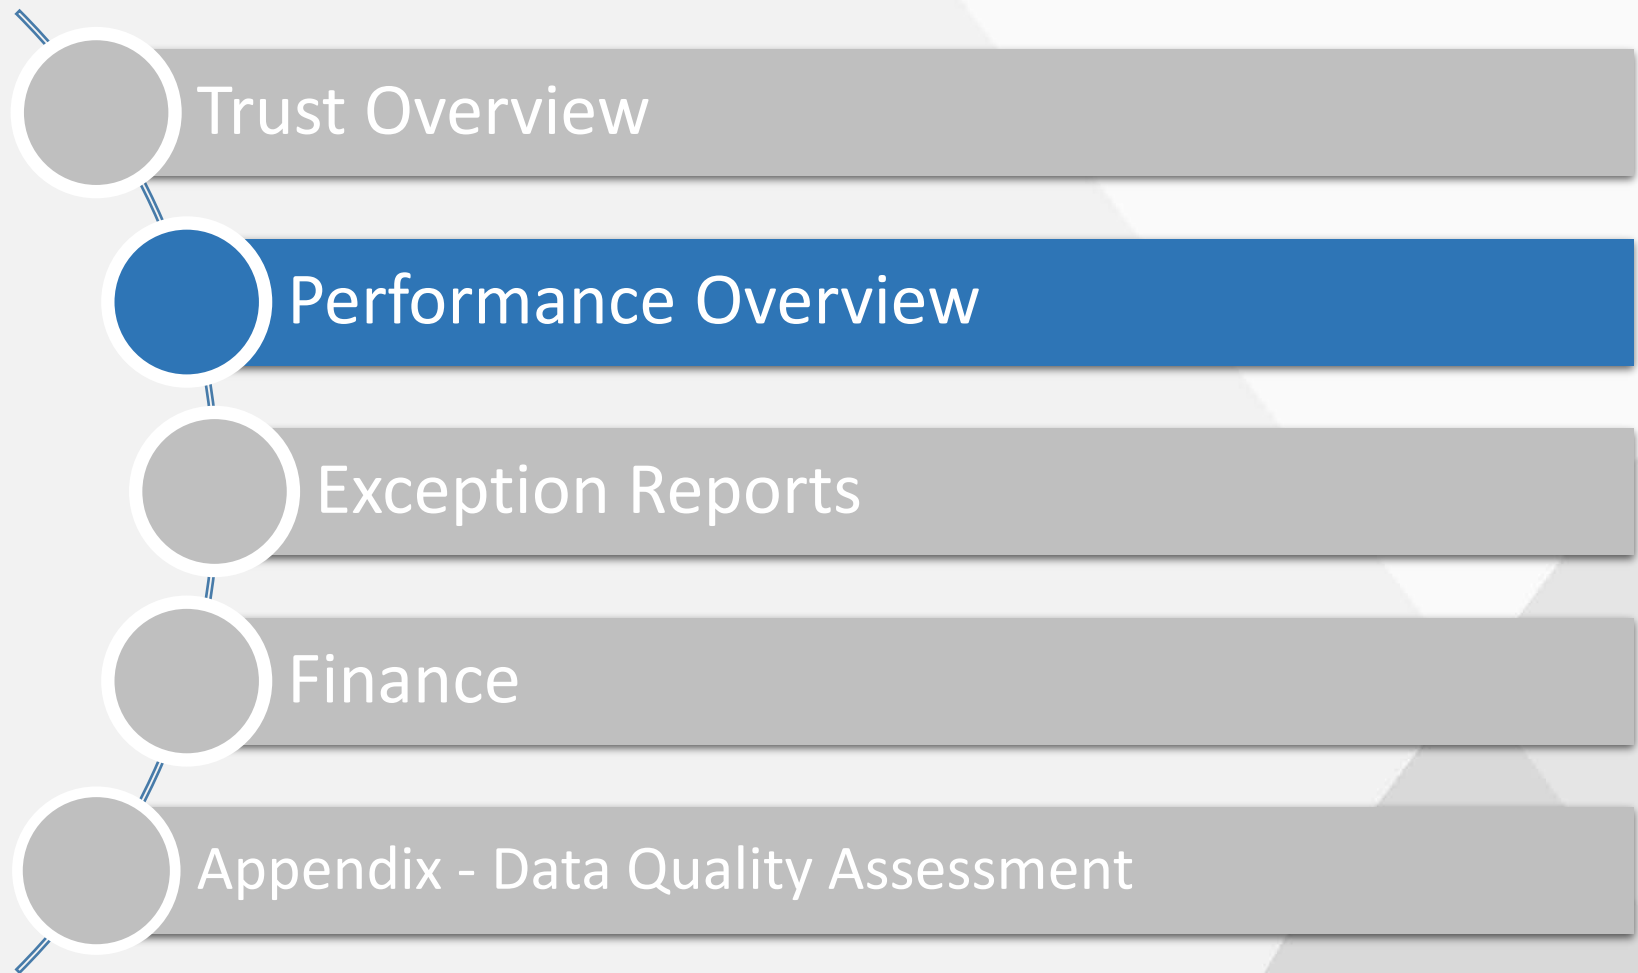 Trust Overview
Performance Overview
Exception Reports
Finance
Appendix - Data Quality Assessment